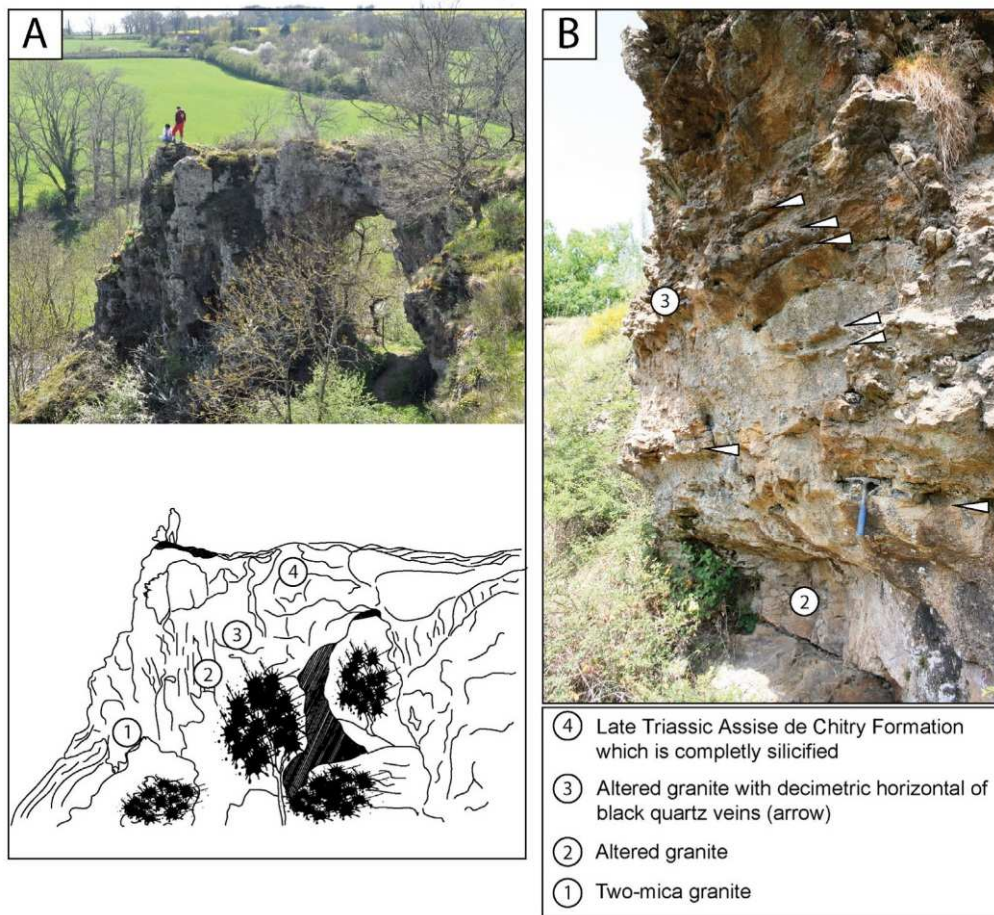 A
B
3
2
4
3
2
1
4 Late Triassic Assise de Chitry Formation
which is completly silicified
3 Altered granite with decimetric horizontal of
black quartz veins (arrow)
2 Altered granite
1 Two-mica granite